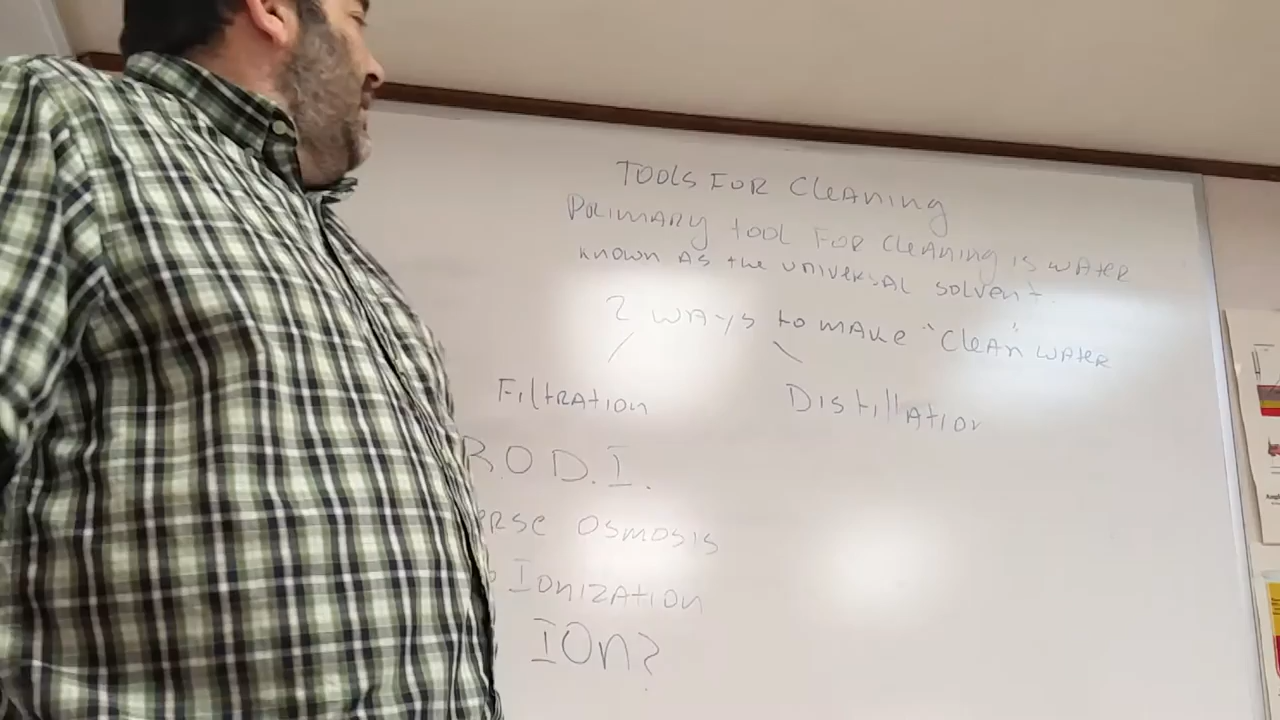 TOOLS FOR CLEANING
PRIMARY TOOL FOR CLEANING IS WATER
KNOWN AS THE UNIVERSAL SOLVENT.
2 WAYS TO MAKE "CLEAN" WATER
FILTRATION DISTILLATION
R.O D.I.
ERSE OSMOSIS
IONIZATION
ION?